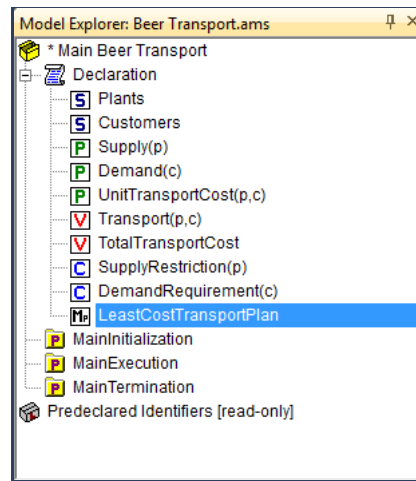 Model Explorer: Beer Transport.ams
* Main Beer Transport
Declaration
S Plants
S Customers
P Supply(p)
P Demand(c)
P UnitTransportCost(p,c)
V Transport(p,c)
V TotalTransportCost
C SupplyRestriction(p)
C DemandRequirement(c)
MP LeastCostTransportPlan
P MainInitialization
P MainExecution
P MainTermination
Predeclared Identifiers [read-only]